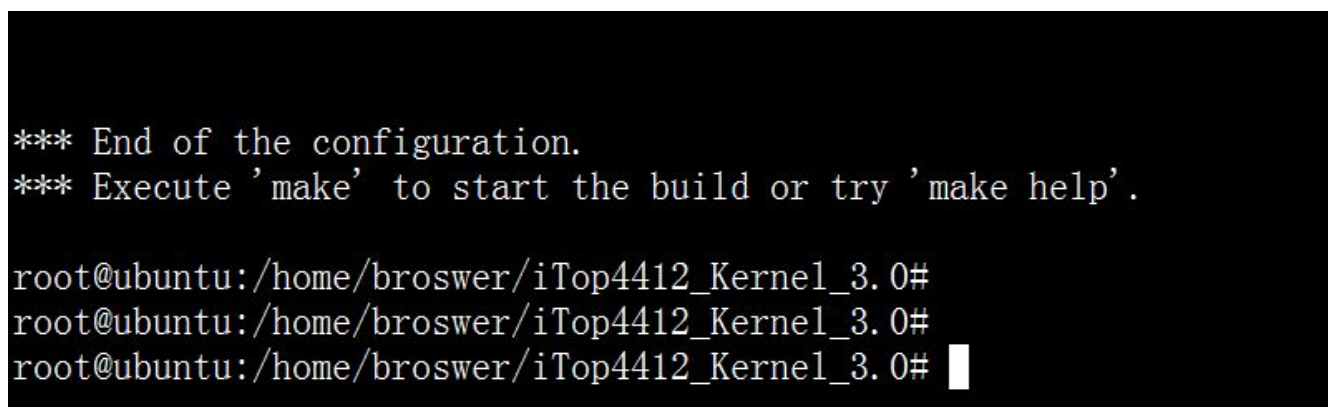 *** End of the configuration.
*** Execute 'make' to start the build or try 'make help'.
root@ubuntu:/home/broswer/iTop4412_Kernel_3.0#
root@ubuntu:/home/broswer/iTop4412_Kernel_3.0#
root@ubuntu:/home/broswer/iTop4412_Kernel_3.0#